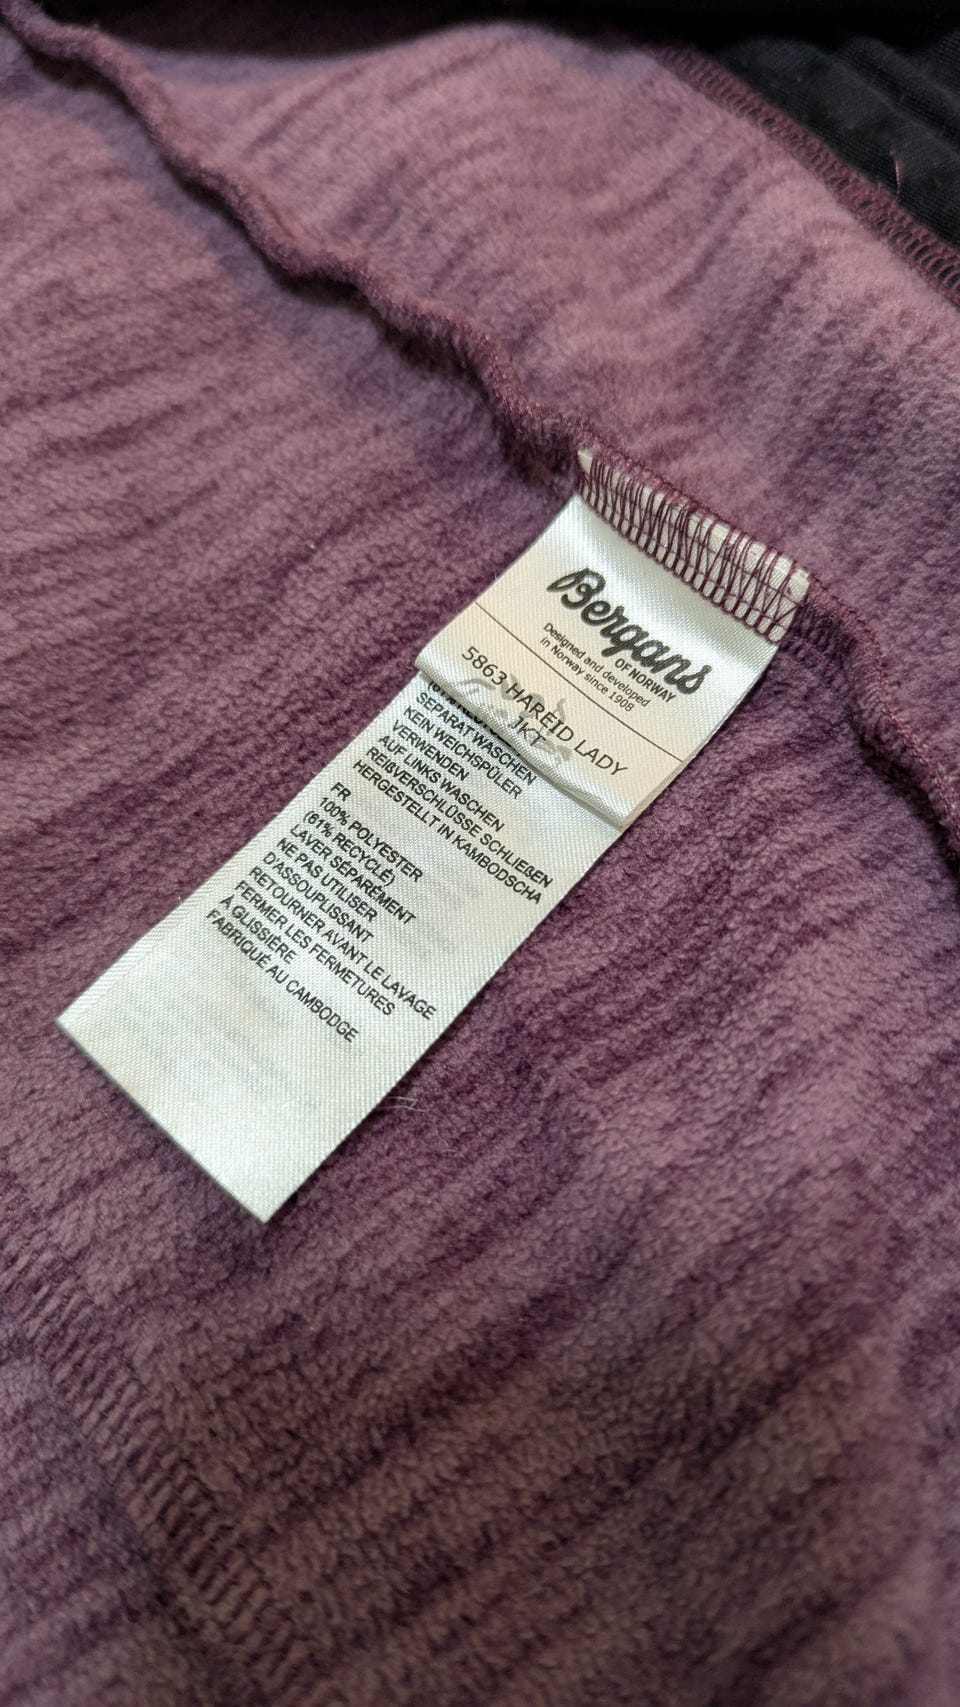 Bergans
OF NORWAY
Designed and developed
in Norway since 1908
5863 HAREID LADY
JKT
SEPARAT WASCHEN
KEIN WEICHSPÜLER
VERWENDEN
AUF LINKS WASCHEN
REIẞVERSCHLÜSSE SCHLIEẞEN
HERGESTELLT IN KAMBODSCHA
FR
100% POLYESTER
(61% RECYCLÉ)
LAVER SÉPARÉMENT
NE PAS UTILISER
D'ASSOUPLISSANT
RETOURNER AVANT LE LAVAGE
FERMER LES FERMETURES
À GLISSIÈRE
FABRIQUÉ AU CAMBODGE